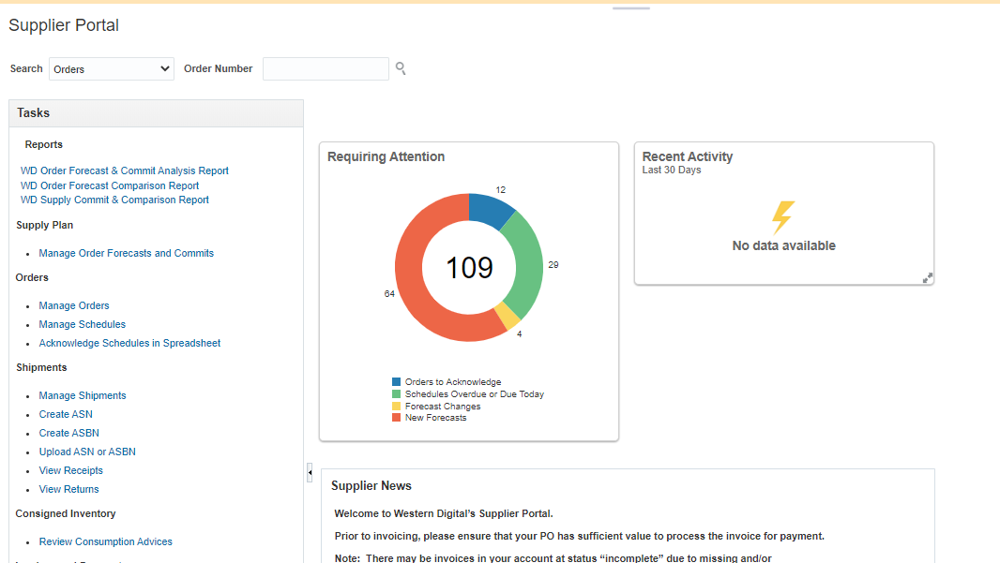 Supplier Portal
Search Orders Order Number
Tasks
Reports
WD Order Forecast & Commit Analysis Report
WD Order Forecast Comparison Report
WD Supply Commit & Comparison Report
Supply Plan
Manage Order Forecasts and Commits
Orders
Manage Orders
Manage Schedules
Acknowledge Schedules in Spreadsheet
Shipments
Manage Shipments
Create ASN
Create ASBN
Upload ASN or ASBN
View Receipts
View Returns
Consigned Inventory
Review Consumption Advices
Requiring Attention
12
29
109
64
4
Orders to Acknowledge
Schedules Overdue or Due Today
Forecast Changes
New Forecasts
Recent Activity
Last 30 Days
No data available
Supplier News
Welcome to Western Digital's Supplier Portal.
Prior to invoicing, please ensure that your PO has sufficient value to process the invoice for payment.
Note: There may be invoices in your account at status “incomplete” due to missing and/or